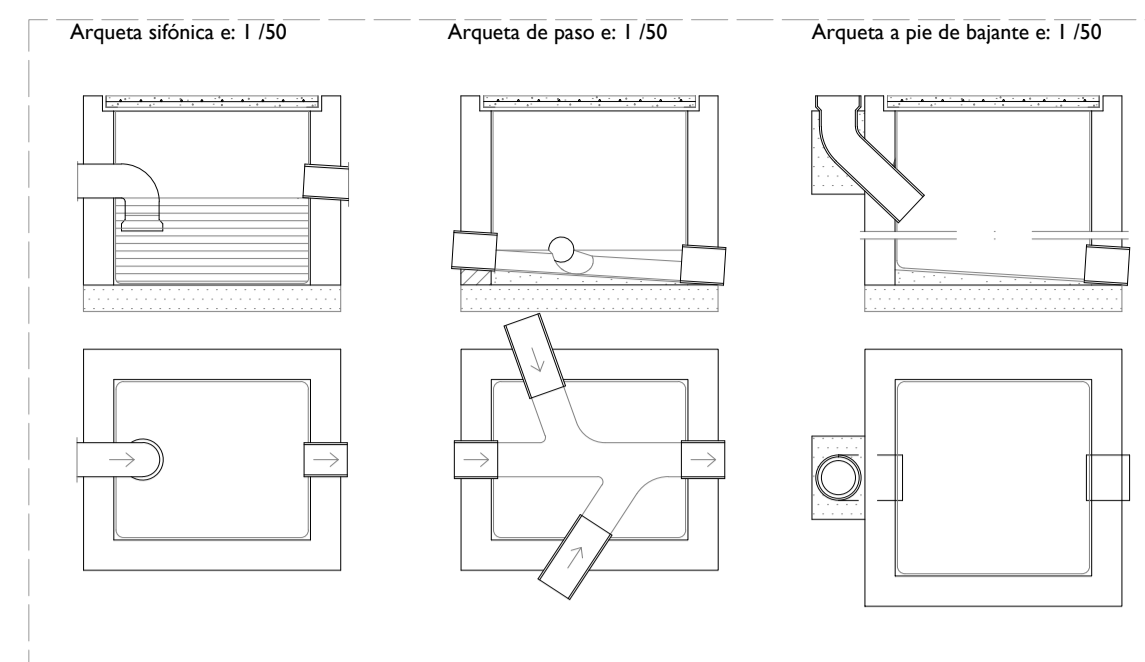 Arqueta sifónica e: 1 /50
Arqueta de paso e: 1 /50
Arqueta a pie de bajante e: 1 /50